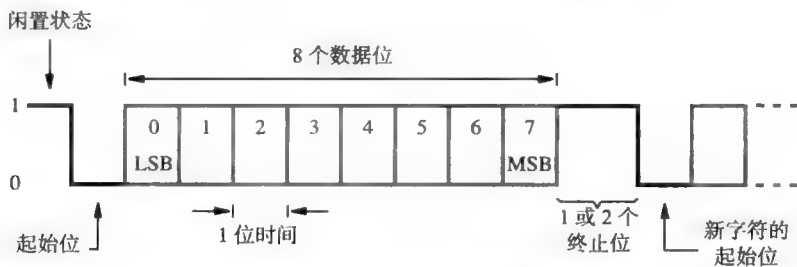 闲置状态
8 个数据位
1
0 1 2 3 4 5 6 7
LSB MSB
0
起始位
1 位时间
1 或 2 个
终止位
新字符的
起始位